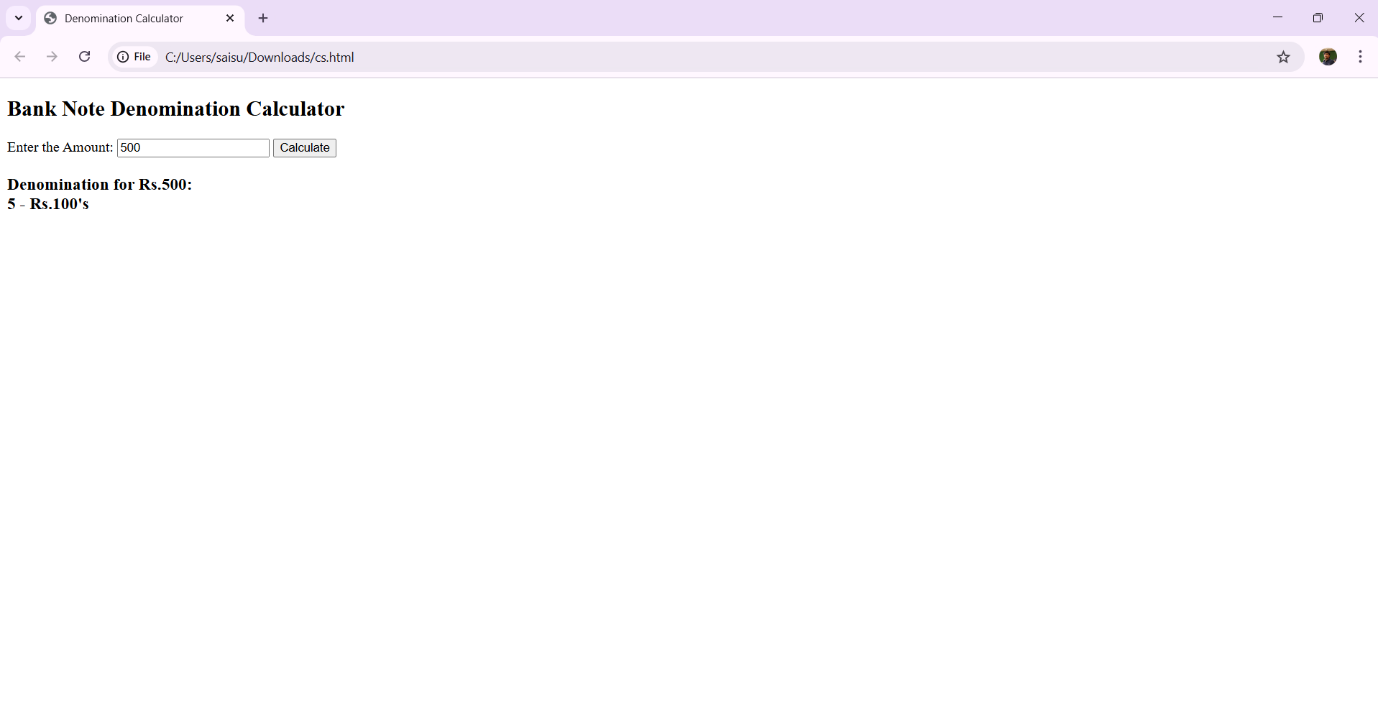 Denomination Calculator
File
C:/Users/saisu/Downloads/cs.html
Bank Note Denomination Calculator
Enter the Amount: 500 Calculate
Denomination for Rs.500:
5 - Rs.100's